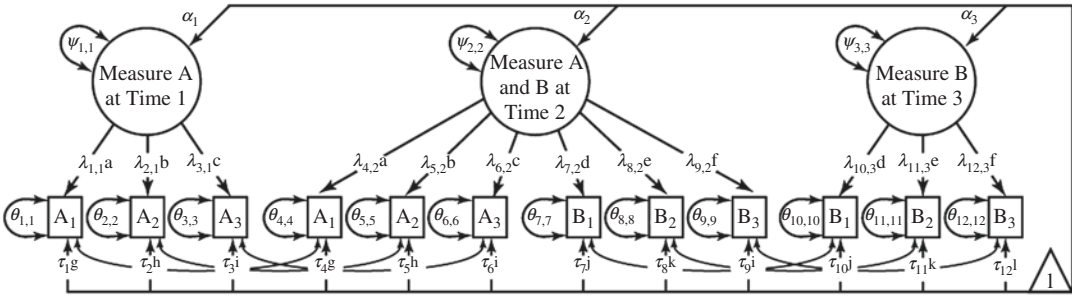 α1 α2 α3
ψ1,1 ψ2,2 ψ3,3
Measure A
at Time 1
Measure A
and B at
Time 2
Measure B
at Time 3
λ1,1a λ2,1b λ3,1c λ4,2a λ5,2b λ6,2c λ7,2d λ8,2e λ9,2f λ10,3d λ11,3e λ12,3f
θ1,1 A1 θ2,2 A2 θ3,3 A3 θ4,4 A1 θ5,5 A2 θ6,6 A3 θ7,7 B1 θ8,8 B2 θ9,9 B3 θ10,10 B1 θ11,11 B2 θ12,12 B3
τ1g τ2h τ3i τ4g τ5h τ6i τ7j τ8k τ9i τ10j τ11k τ12l
1